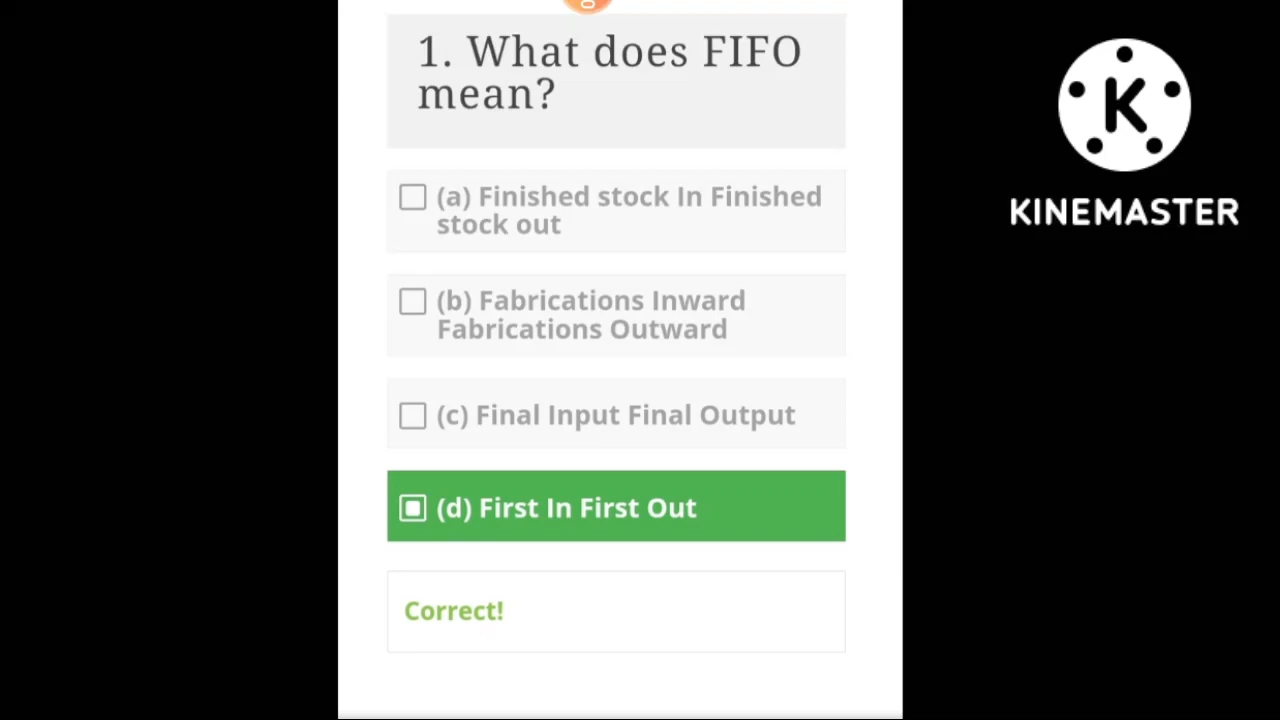 1. What does FIFO
mean?
(a) Finished stock In Finished
stock out
(b) Fabrications Inward
Fabrications Outward
(c) Final Input Final Output
(d) First In First Out
Correct!
K
KINEMASTER